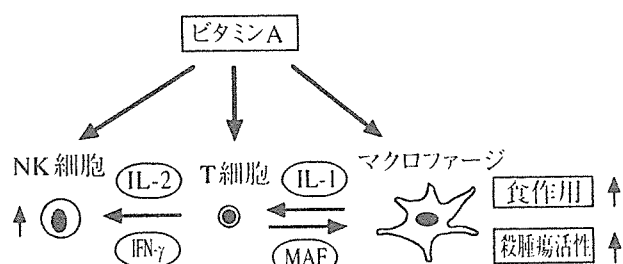 ビタミンA
NK細胞
IL-2
T細胞
IL-1
マクロファージ
食作用
IFN-γ
MAF
殺腫瘍活性